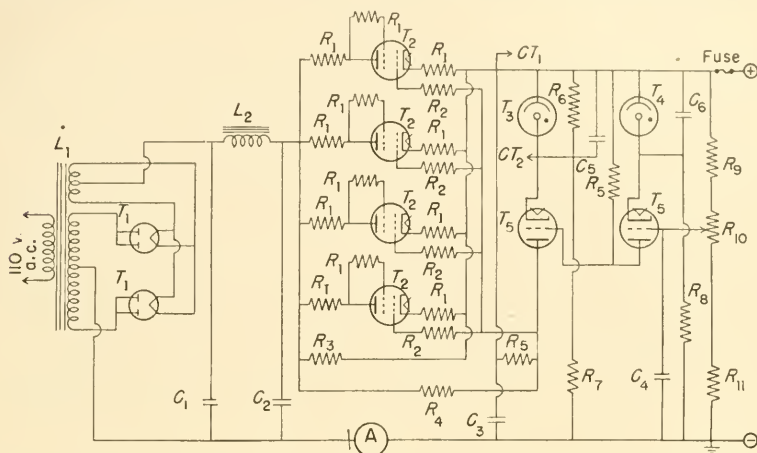 R1
T2
R1
R1
CT1
Fuse
+
R2
T3
R6
T4
C6
L2
R1
T2
R1
R1
R2
CT2
C5
R5
R9
L1
T1
R1
T2
R1
R1
R2
T5
T5
R10
110 v.
a.c.
T1
R1
T2
R1
R1
R2
R8
R3
R5
R7
C4
R11
C1
C2
R4
C3
A
−